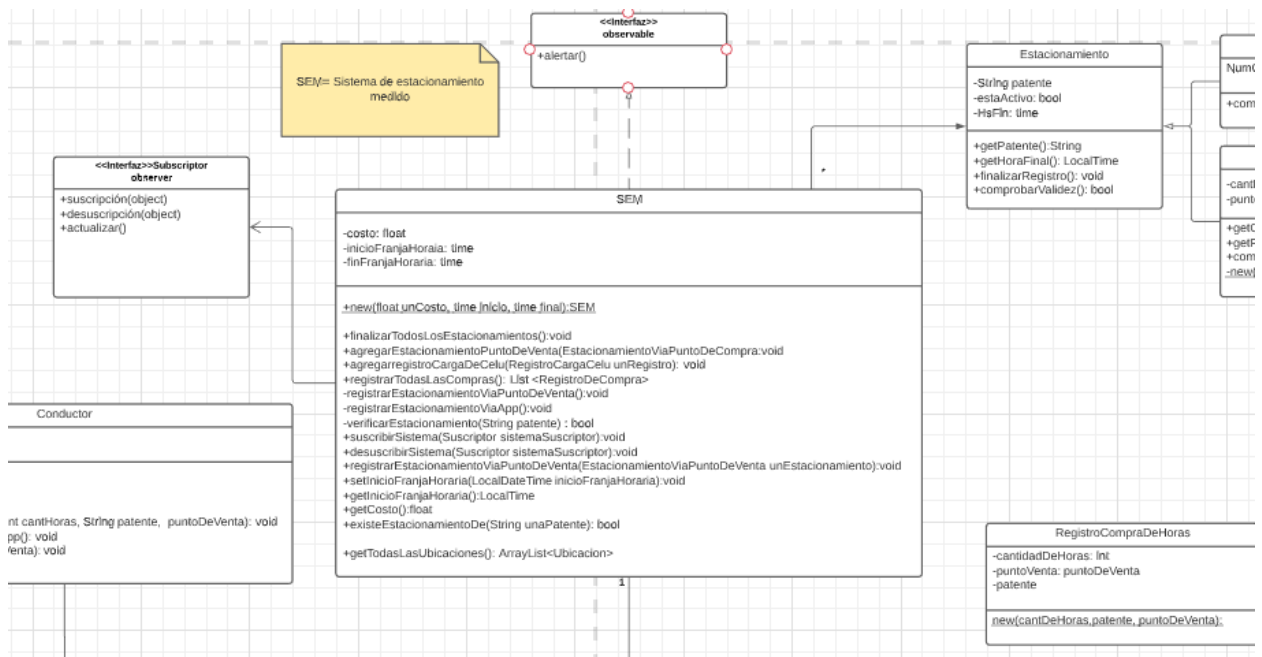 <<Interfaz>>
observable
+alertar()
SEM= Sistema de estacionamiento
medido
Estacionamiento
-String patente
-estaActivo: bool
-HsFin: time
+getPatente():String
+getHoraFinal(): LocalTime
+finalizarRegistro(): void
+comprobarValidez(): bool
<<Interfaz>>Subscriptor
observer
+suscripción(object)
+desuscripción(object)
+actualizar()
SEM
-costo: float
-inicioFranjaHoraia: time
-finFranjaHoraria: time
+new(float unCosto, time inicio, time final):SEM
+finalizarTodosLosEstacionamientos():void
+agregarEstacionamientoPuntoDeVenta(EstacionamientoViaPuntoDeCompra:void
+agregarregistroCargaDeCelu(RegistroCargaCelu unRegistro): void
+registrarTodasLasCompras(): List <RegistroDeCompra>
-registrarEstacionamientoViaPuntoDeVenta():void
-registrarEstacionamientoViaApp():void
-verificarEstacionamiento(String patente) : bool
+suscribirSistema(Suscriptor sistemaSuscriptor):void
+desuscribirSistema(Suscriptor sistemaSuscriptor):void
+registrarEstacionamientoViaPuntoDeVenta(EstacionamientoViaPuntoDeVenta unEstacionamiento):void
+setInicioFranjaHoraria(LocalDateTime inicioFranjaHoraria):void
+getInicioFranjaHoraria():LocalTime
+getCosto():float
+existeEstacionamientoDe(String unaPatente): bool
+getTodasLasUbicaciones(): ArrayList<Ubicacion>
1
Conductor
nt cantHoras, String patente, puntoDeVenta): void
pp(): void
/enta): void
RegistroCompraDeHoras
-cantidadDeHoras: Int
-puntoVenta: puntoDeVenta
-patente
new(cantDeHoras,patente, puntoDeVenta):
+com
-cantI
-punto
+com
-new(